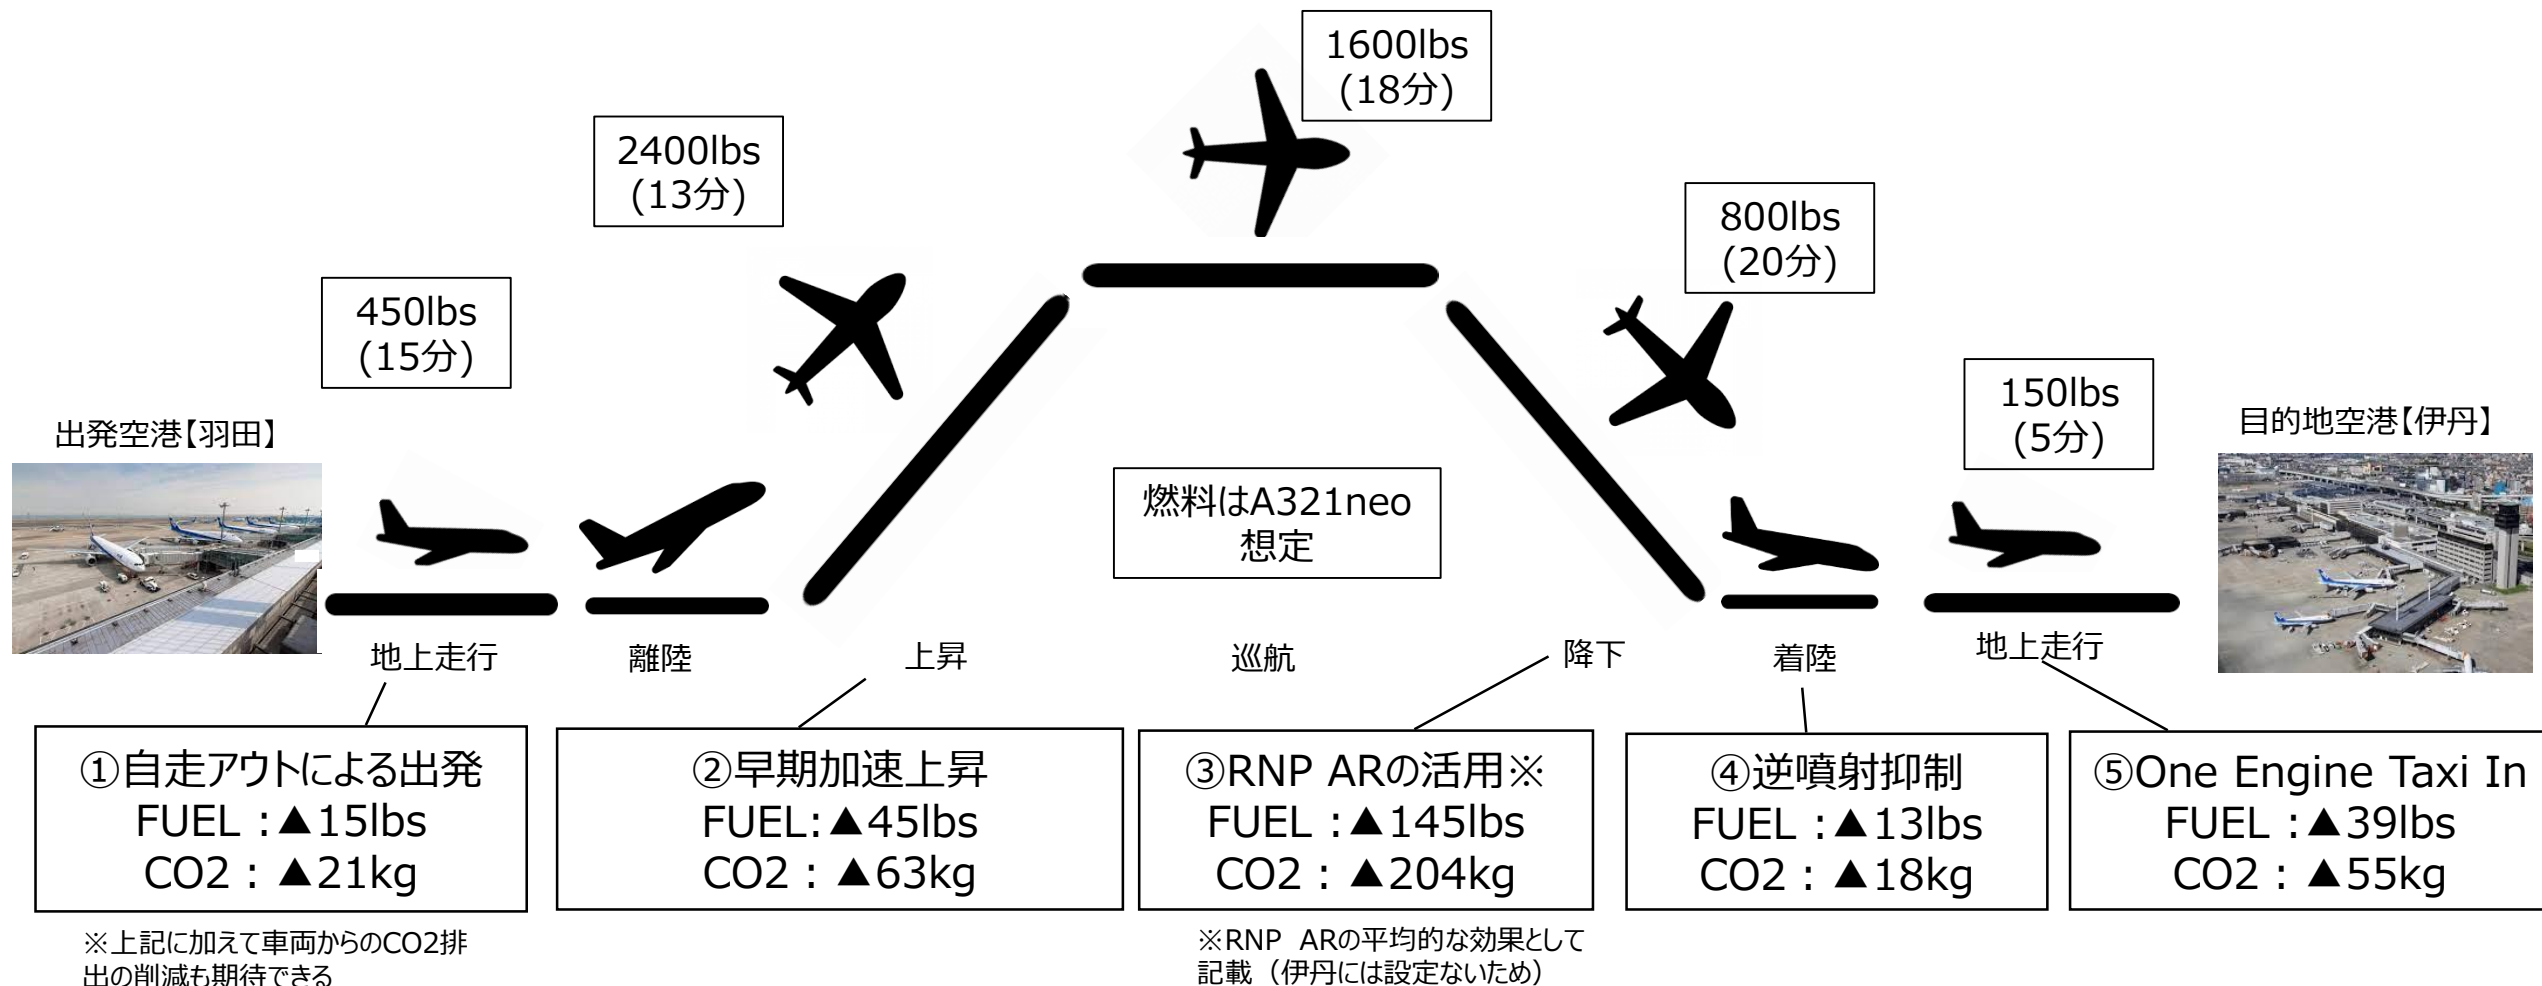 1600lbs
(18分)
2400lbs
(13分)
800lbs
(20分)
450lbs
(15分)
150lbs
(5分)
出発空港【羽田】
目的地空港【伊丹】
燃料はA321neo
想定
地上走行
離陸
上昇
巡航
降下
着陸
地上走行
①自走アウトによる出発
FUEL：▲15lbs
CO2：▲21kg
②早期加速上昇
FUEL:▲45lbs
CO2：▲63kg
③RNP ARの活用※
FUEL：▲145lbs
CO2：▲204kg
④逆噴射抑制
FUEL：▲13lbs
CO2：▲18kg
⑤One Engine Taxi In
FUEL：▲39lbs
CO2：▲55kg
※上記に加えて車両からのCO2排
出の削減も期待できる
※RNP ARの平均的な効果として
記載（伊丹には設定ないため）